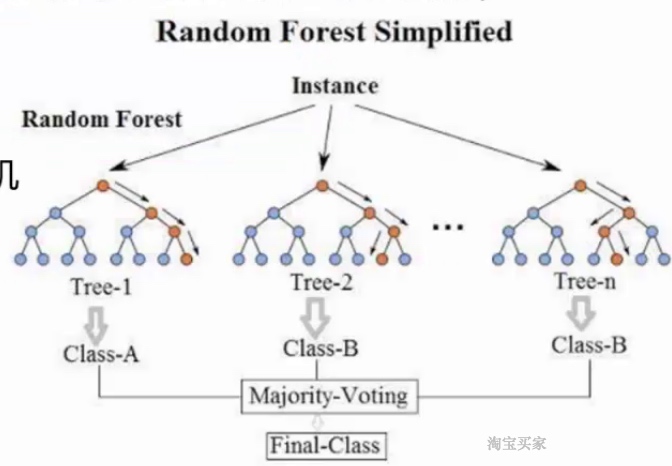 Random Forest Simplified
Instance
Random Forest
机
...
Tree-1
Tree-2
Tree-n
Class-A
Class-B
Class-B
Majority-Voting
Final-Class
淘宝买家